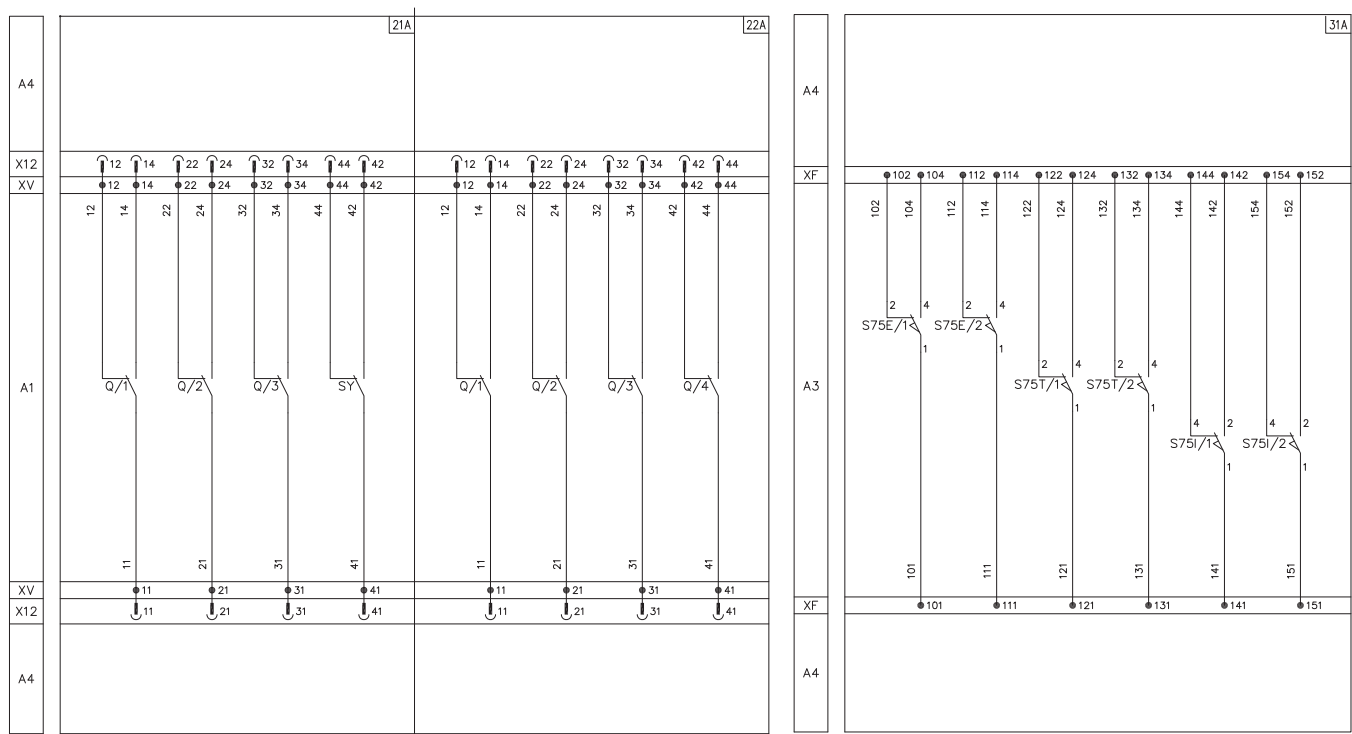 21A 22A 31A
A4 A4
X12 12 14 22 24 32 34 44 42 12 14 22 24 32 34 42 44
XF 102 104 112 114 122 124 132 134 144 142 154 152
XV 12 14 22 24 32 34 44 42 12 14 22 24 32 34 42 44
12 14 22 24 32 34 44 42 12 14 22 24 32 34 42 44
102 104 112 114 122 124 132 134 144 142 154 152
2 4 2 4
S75E/1 S75E/2
1 1
2 4 2 4
A1 Q/1 Q/2 Q/3 SY Q/1 Q/2 Q/3 Q/4
A3 S75T/1 S75T/2
1 1
4 2 4 2
S75I/1 S75I/2
1 1
11 21 31 41 11 21 31 41
101 111 121 131 141 151
XV 11 21 31 41 11 21 31 41
XF 101 111 121 131 141 151
X12 11 21 31 41 11 21 31 41
A4 A4